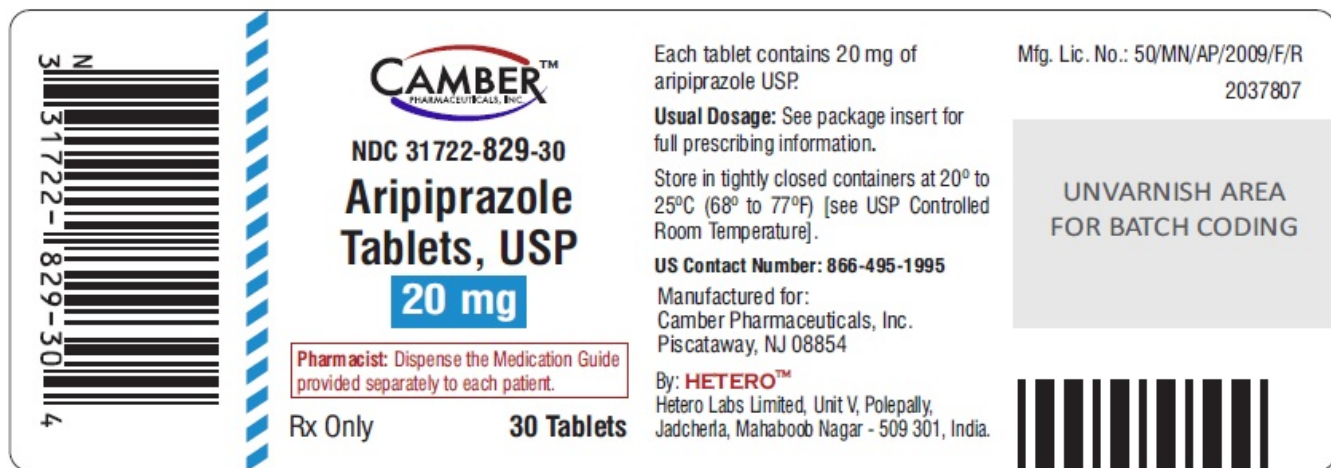 N
3 31722-829-30 4
CAMBER™
PHARMACEUTICALS, INC.
NDC 31722-829-30
Aripiprazole
Tablets, USP
20 mg
Pharmacist: Dispense the Medication Guide
provided separately to each patient.
Rx Only 30 Tablets
Each tablet contains 20 mg of
aripiprazole USP.
Usual Dosage: See package insert for
full prescribing information.
Store in tightly closed containers at 20º to
25ºC (68º to 77ºF) [see USP Controlled
Room Temperature].
US Contact Number: 866-495-1995
Manufactured for:
Camber Pharmaceuticals, Inc.
Piscataway, NJ 08854
By: HETERO™
Hetero Labs Limited, Unit V, Polepally,
Jadcherla, Mahaboob Nagar - 509 301, India.
Mfg. Lic. No.: 50/MN/AP/2009/F/R
2037807
UNVARNISH AREA
FOR BATCH CODING